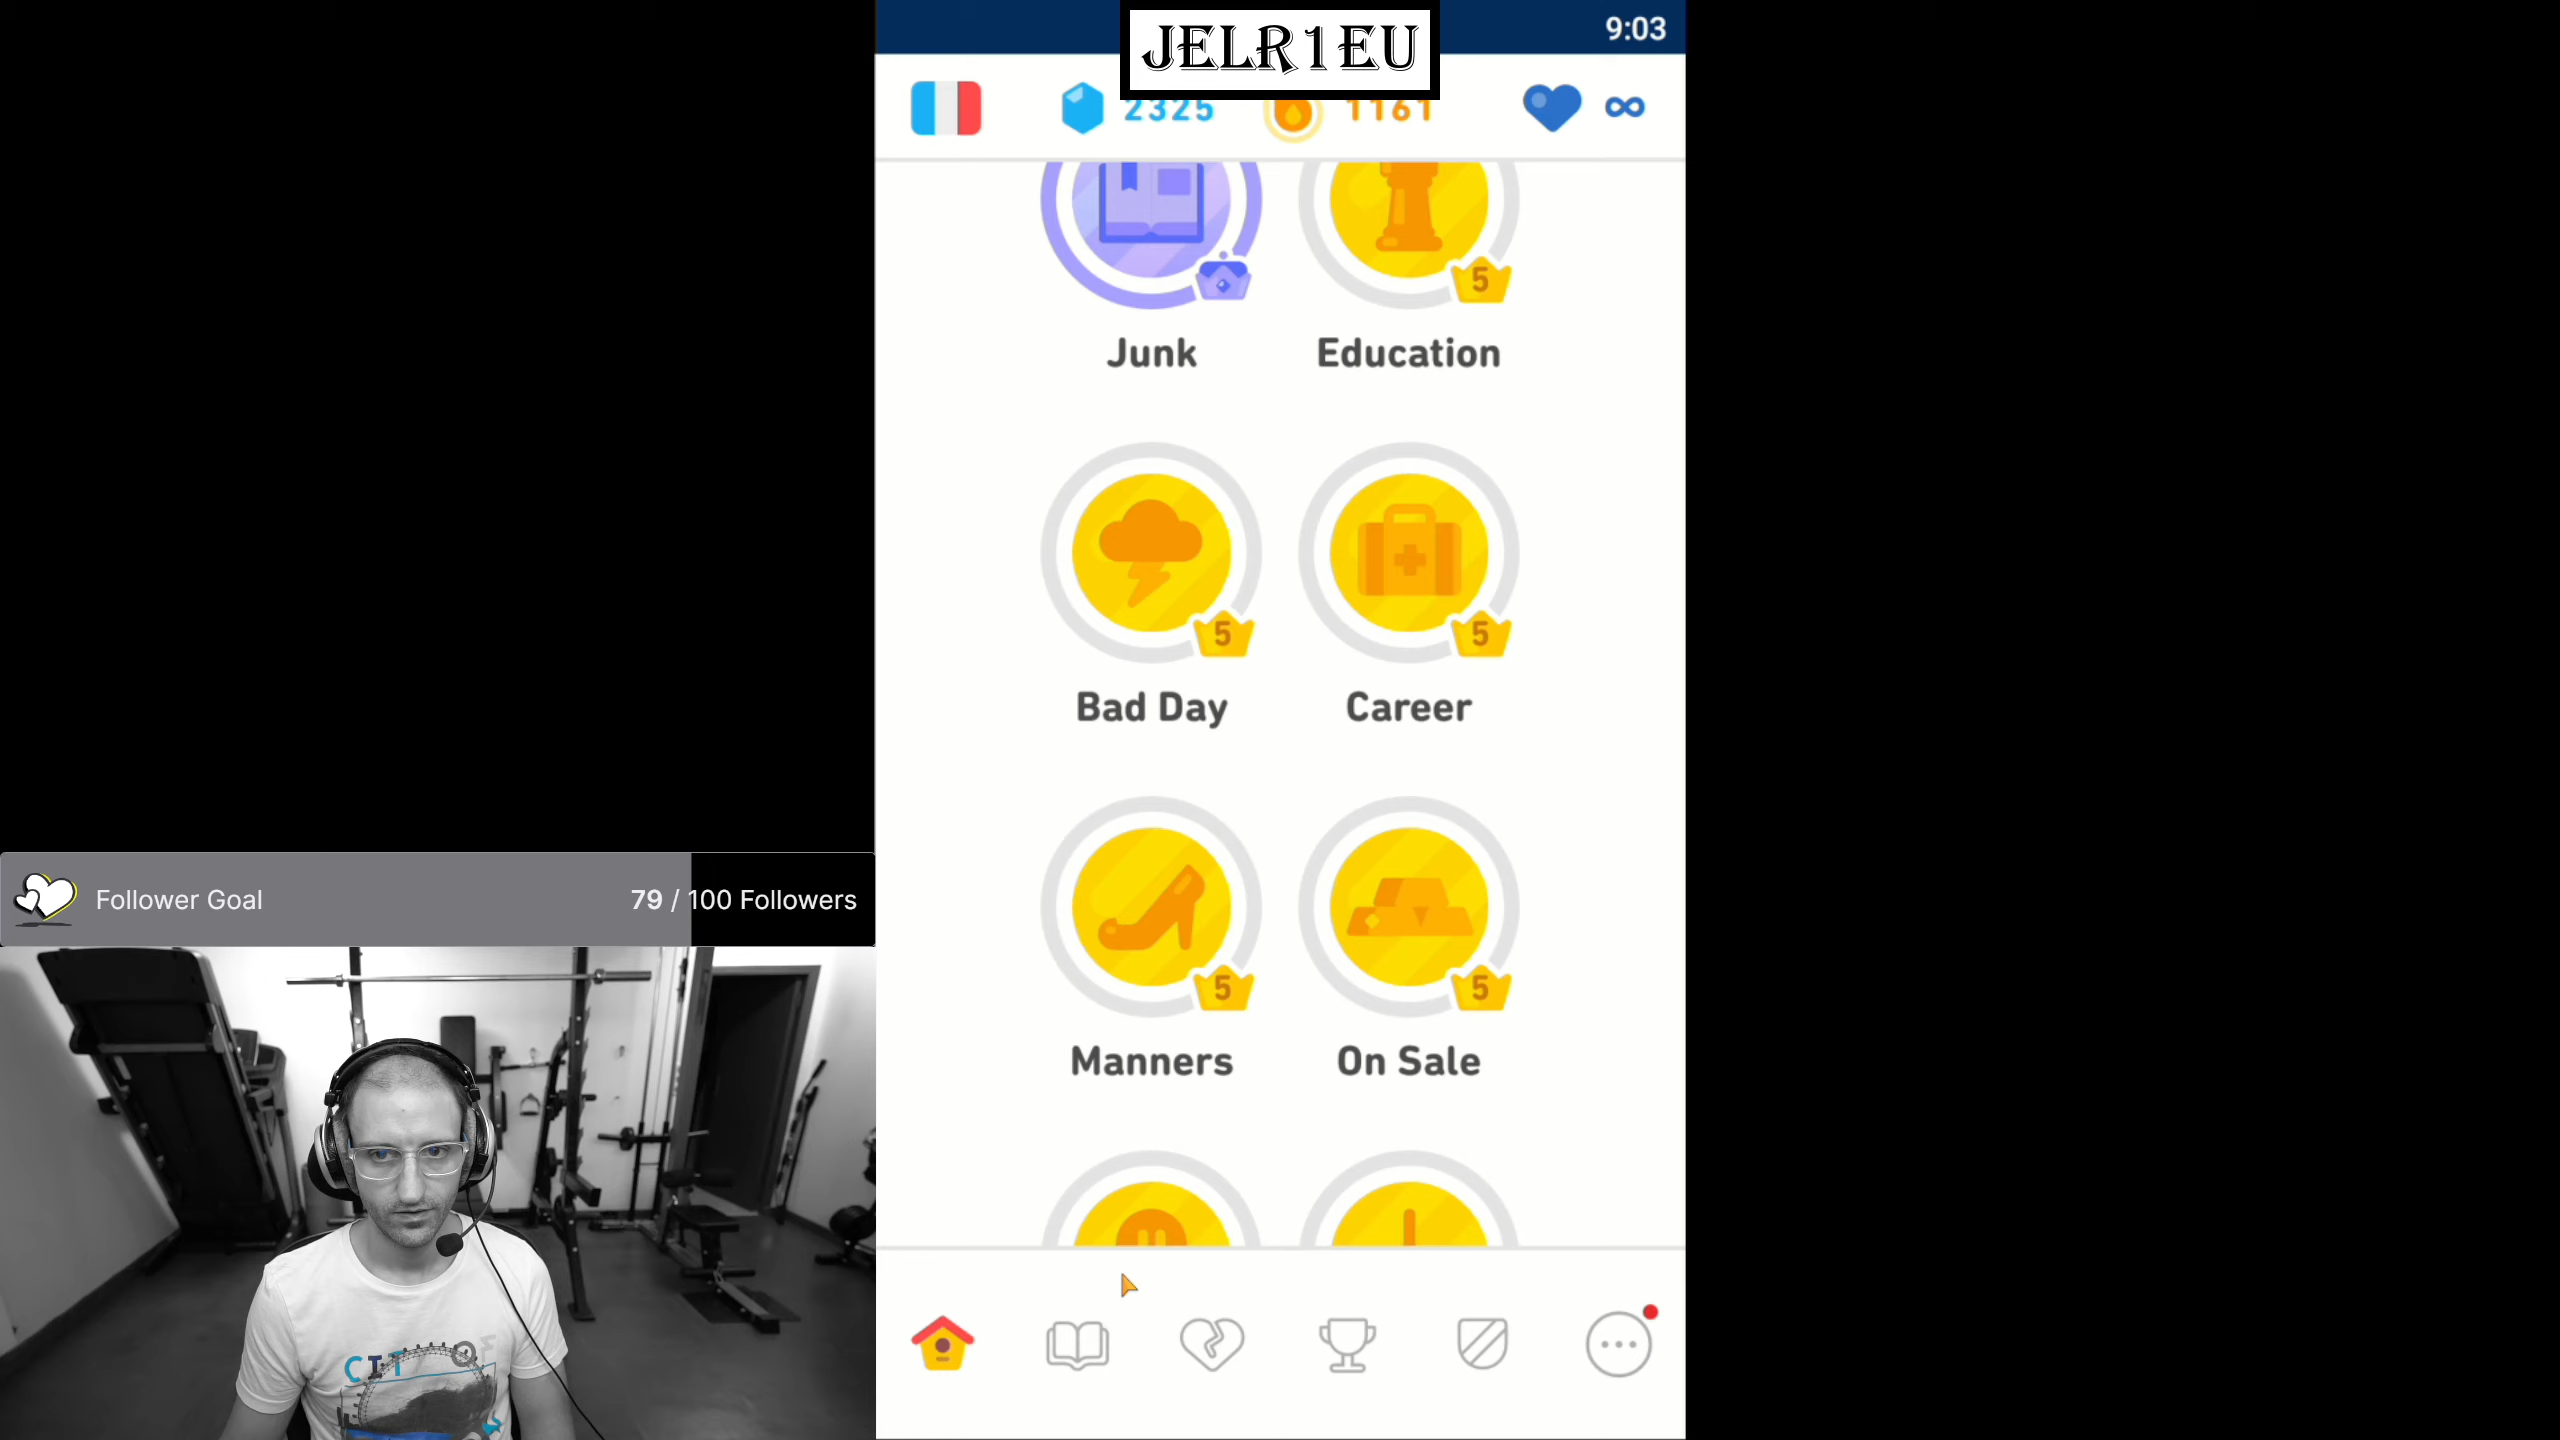 JELR1EU
9:03
2325
1161
∞
5
Junk
Education
5
5
Bad Day
Career
5
5
Manners
On Sale
Follower Goal
79 / 100 Followers